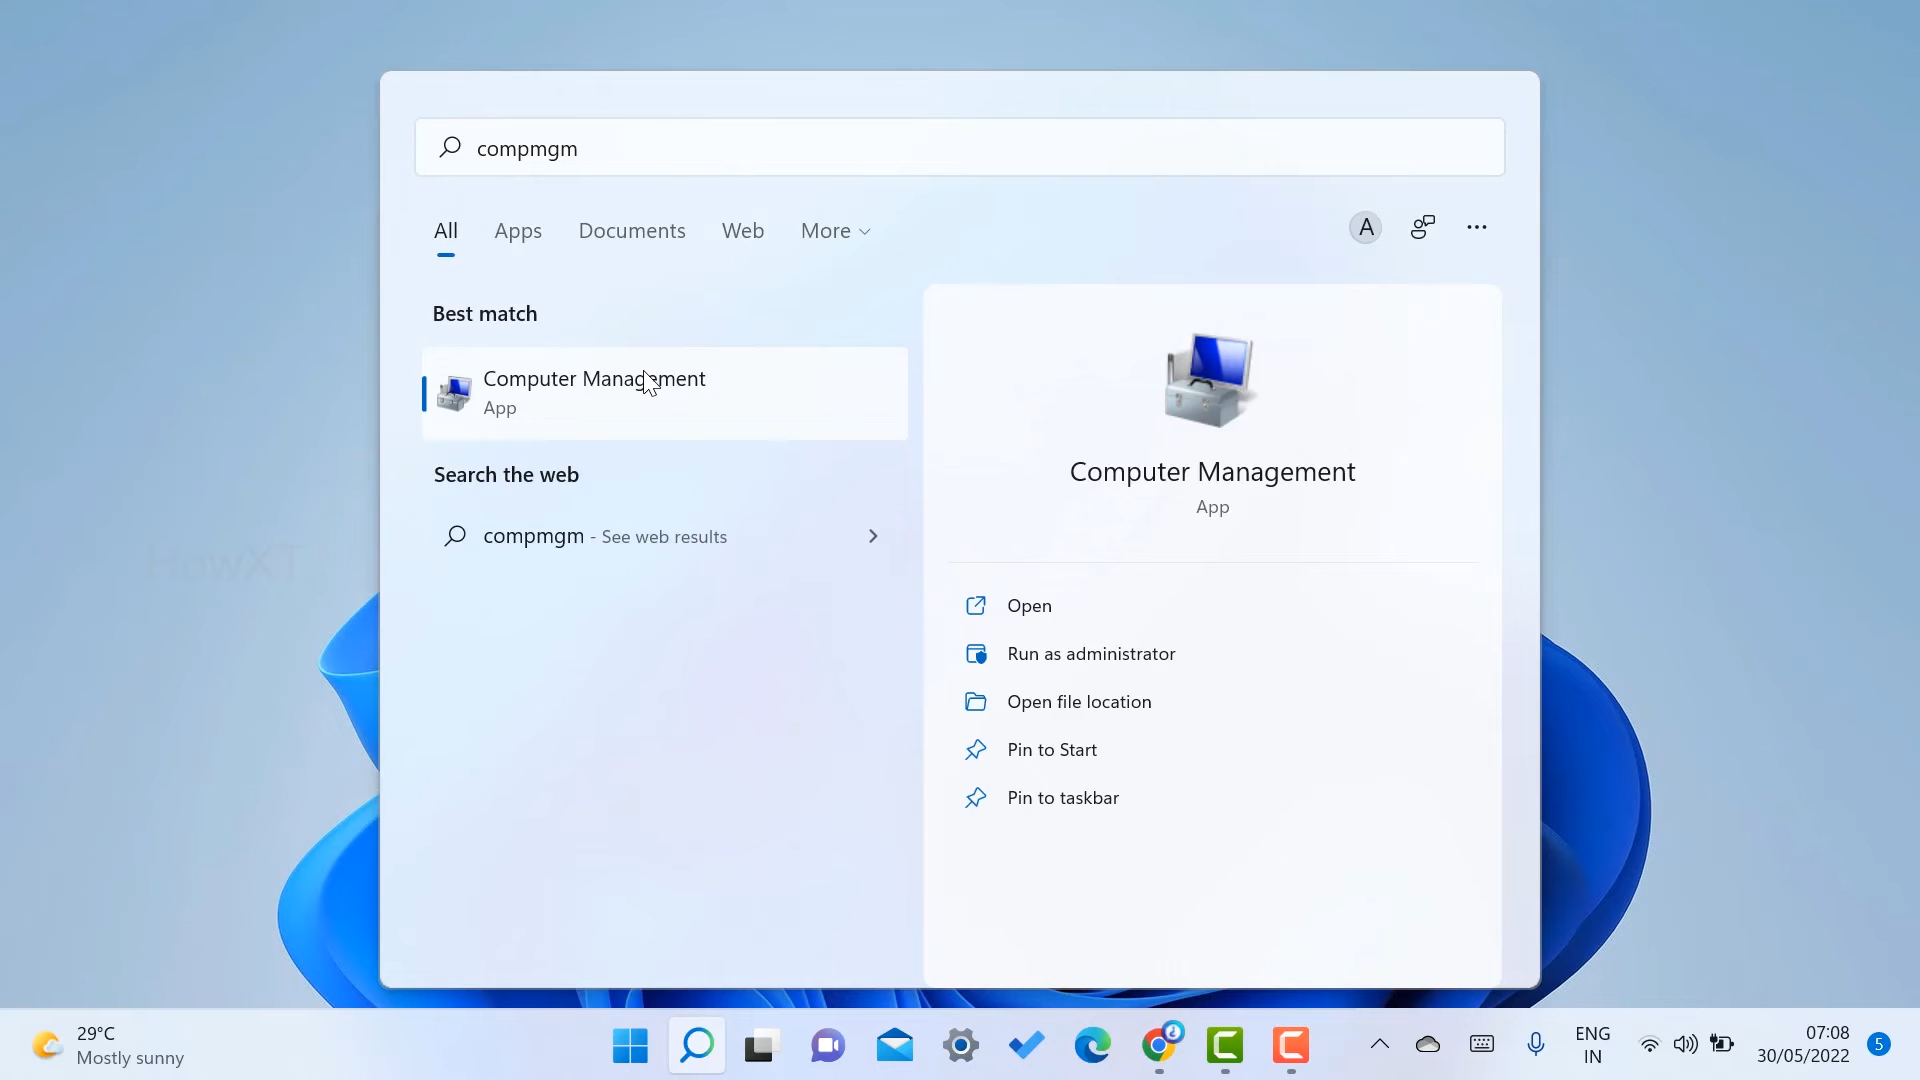 compmgm
All Apps Documents Web More
A
Best match
Computer Management
App
Search the web
compmgm - See web results
Computer Management
App
Open
Run as administrator
Open file location
Pin to Start
Pin to taskbar
HowXT
29°C
Mostly sunny
ENG
IN
07:08
30/05/2022
5